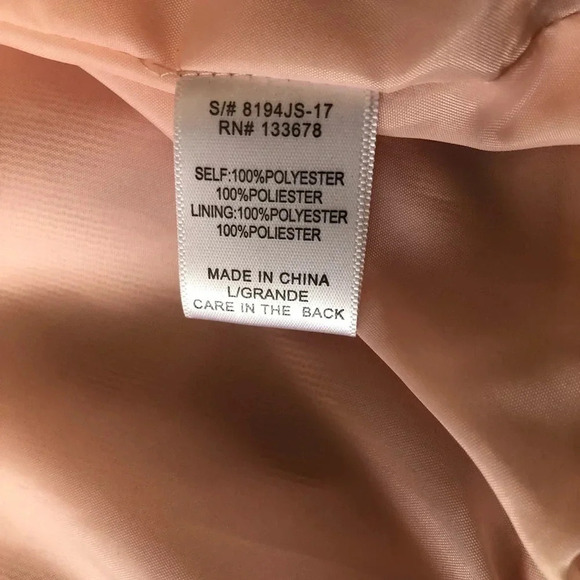 S/# 8194JS-17
RN# 133678
SELF:100%POLYESTER
100%POLIESTER
LINING:100%POLYESTER
100%POLIESTER
MADE IN CHINA
L/GRANDE
CARE IN THE BACK